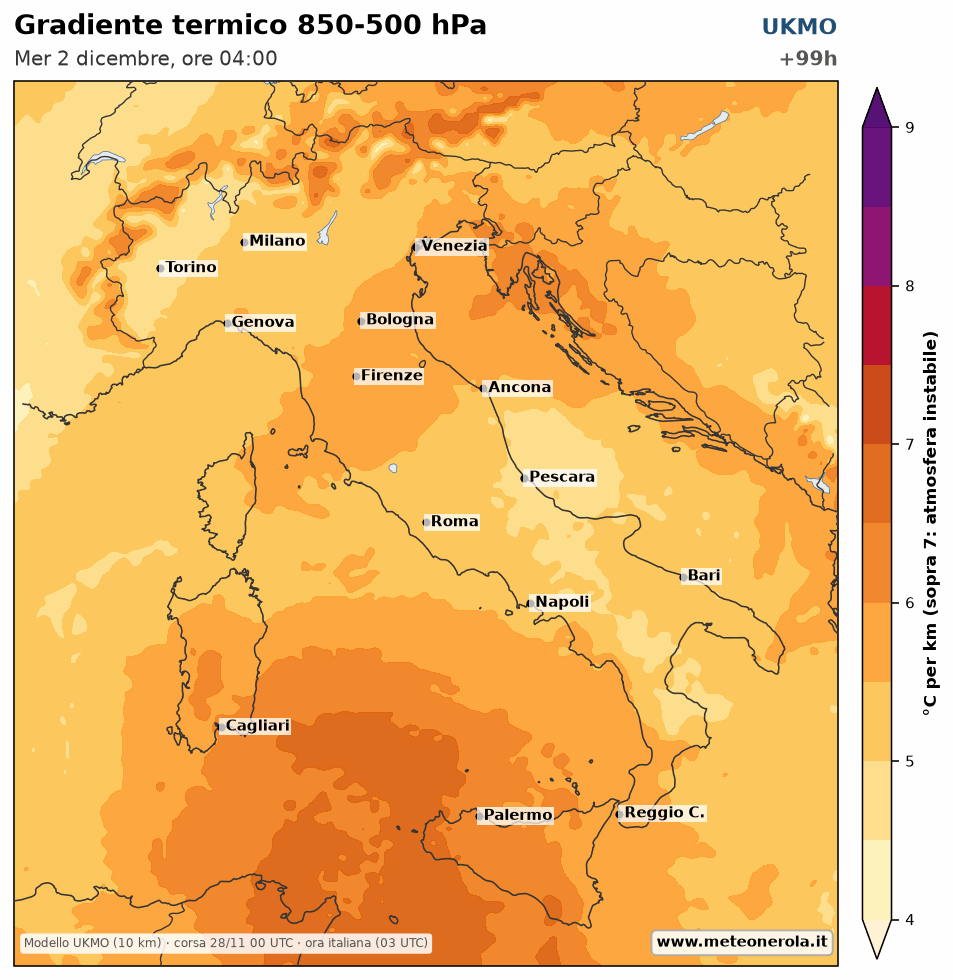 Gradiente termico 850-500 hPa
UKMO
Mer 2 dicembre, ore 04:00
+99h
Milano
Torino
Venezia
Genova
Bologna
Firenze
Ancona
Pescara
Roma
Bari
Napoli
Cagliari
Palermo
Reggio C.
9
8
7
6
5
4
°C per km (sopra 7: atmosfera instabile)
Modello UKMO (10 km) · corsa 28/11 00 UTC · ora italiana (03 UTC)
www.meteonerola.it